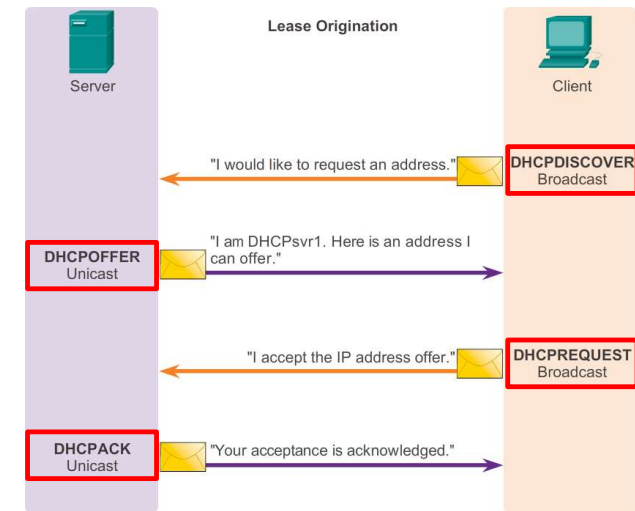 Lease Origination
Server
Client
"I would like to request an address."
DHCPDISCOVER
Broadcast
DHCPOFFER
Unicast
"I am DHCPsvr1. Here is an address I
can offer."
"I accept the IP address offer."
DHCPREQUEST
Broadcast
DHCPACK
Unicast
"Your acceptance is acknowledged."